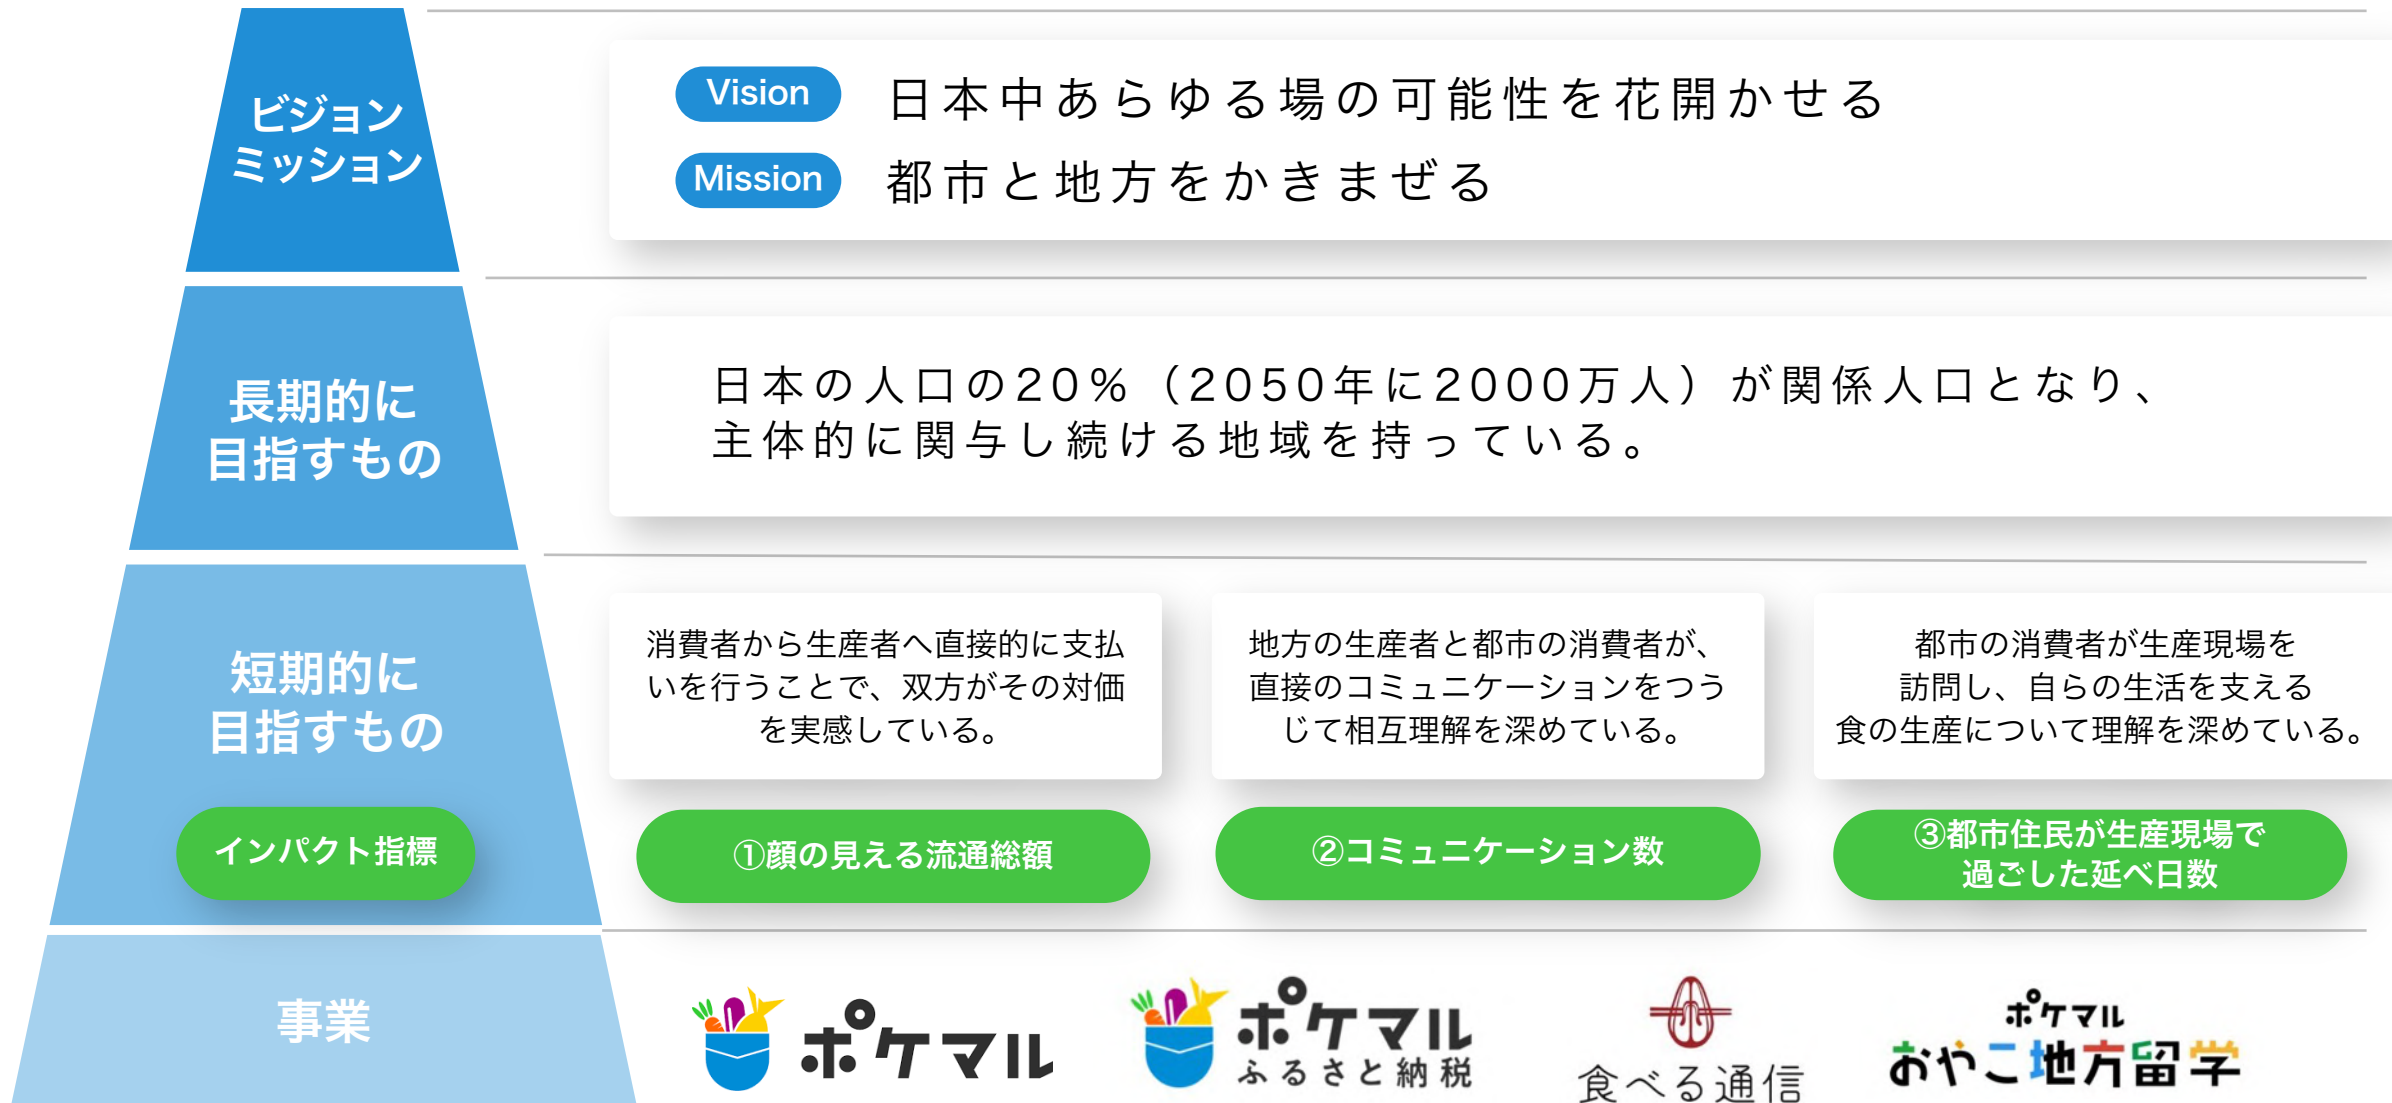 ビジョン
ミッション
Vision
日本中あらゆる場の可能性を花開かせる
Mission
都市と地方をかきまぜる
長期的に
目指すもの
日本の人口の20%（2050年に2000万人）が関係人口となり、
主体的に関与し続ける地域を持っている。
短期的に
目指すもの
インパクト指標
消費者から生産者へ直接的に支払
いを行うことで、双方がその対価
を実感している。
①顔の見える流通総額
地方の生産者と都市の消費者が、
直接のコミュニケーションをつう
じて相互理解を深めている。
②コミュニケーション数
都市の消費者が生産現場を
訪問し、自らの生活を支える
食の生産について理解を深めている。
③都市住民が生産現場で
過ごした延べ日数
事業
ポケマル
ポケマル
ふるさと納税
食べる通信
ポケマル
おやこ地方留学